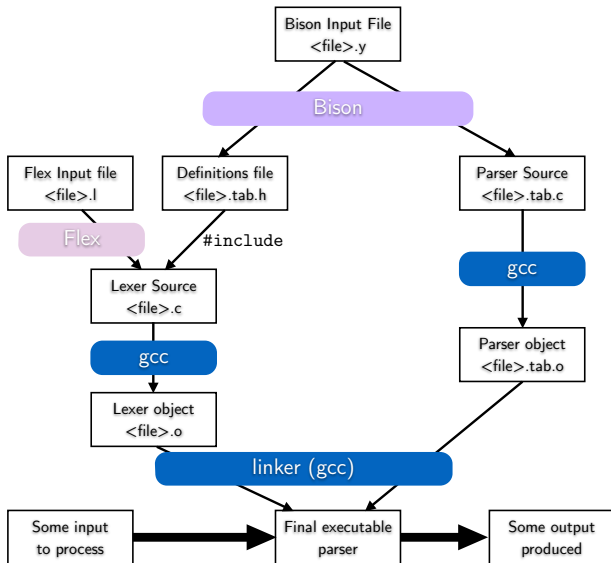 Bison Input File
<file>.y
Bison
Flex Input file
<file>.l
Definitions file
<file>.tab.h
Parser Source
<file>.tab.c
Flex
#include
gcc
Lexer Source
<file>.c
gcc
Parser object
<file>.tab.o
Lexer object
<file>.o
linker (gcc)
Some input
to process
Final executable
parser
Some output
produced